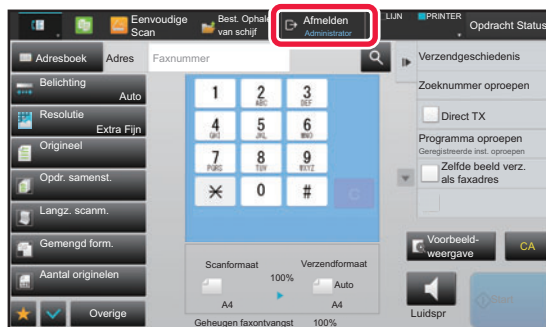 Eenvoudige
Scan
Best. Ophale
van schijf
Afmelden
Administrator
LIJN
PRINTER
Opdracht Status
Adresboek
Adres
Faxnummer
Verzendgeschiedenis
Belichting
Auto
Zoeknummer oproepen
Resolutie
Extra Fijn
Direct TX
Origineel
Programma oproepen
Geregistreerde inst. oproepen
Opdr. samenst.
Zelfde beeld verz.
als faxadres
Langz. scanm.
Gemengd form.
Aantal originelen
Overige
1
2
ABC
3
DEF
4
GHI
5
JKL
6
MNO
7
PQRS
8
TUV
9
WXYZ
0
#
C
Scanformaat
Verzendformaat
100%
Auto
A4
A4
Geheugen faxontvangst 100%
Voorbeeld-
weergave
CA
Luidspr
Start